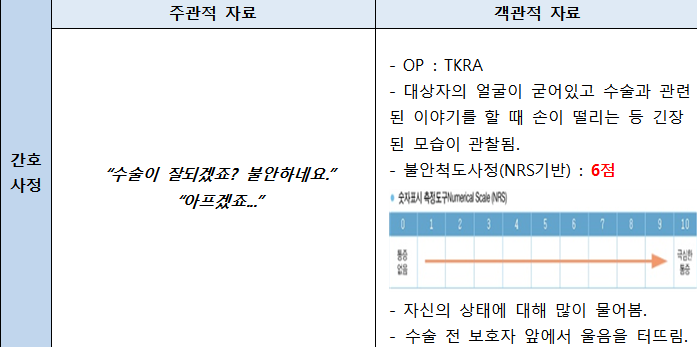 주관적 자료
객관적 자료
간호
사정
“수술이 잘되겠죠? 불안하네요.”
“아프겠죠...”
- OP : TKRA
- 대상자의 얼굴이 굳어있고 수술과 관련
된 이야기를 할 때 손이 떨리는 등 긴장
된 모습이 관찰됨.
- 불안척도사정(NRS기반) : 6점
숫자표시 측정도구Numerical Scale (NRS)
0 1 2 3 4 5 6 7 8 9 10
통증
없음
극심한
통증
- 자신의 상태에 대해 많이 물어봄.
- 수술 전 보호자 앞에서 울음을 터뜨림.